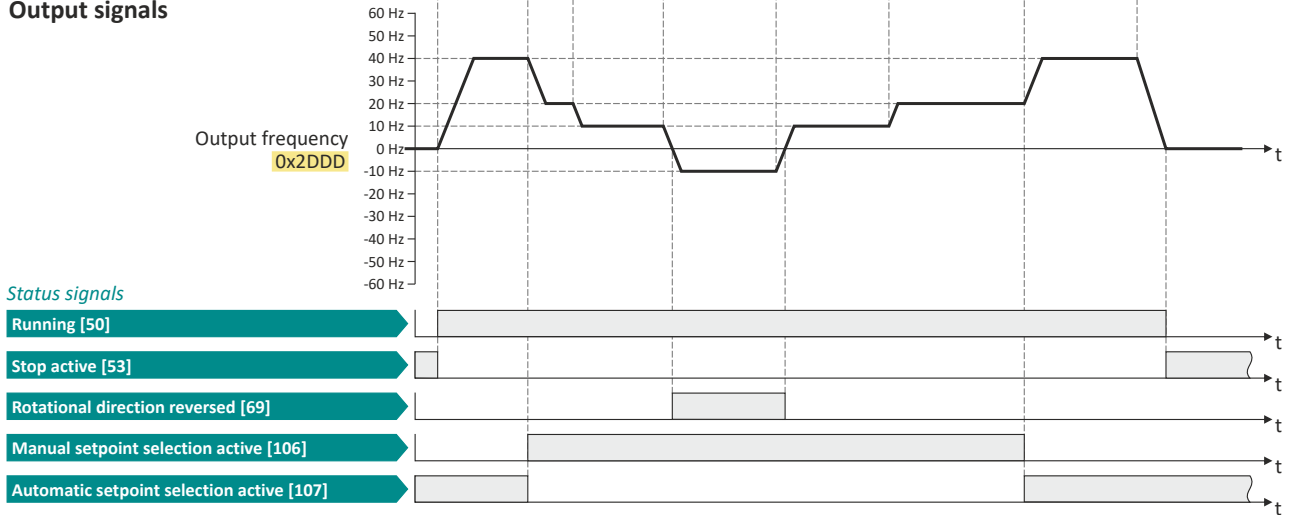 Output signals
60 Hz
50 Hz
40 Hz
30 Hz
20 Hz
10 Hz
0 Hz
-10 Hz
-20 Hz
-30 Hz
-40 Hz
-50 Hz
-60 Hz
Output frequency
0x2DDD
t
Status signals
Running [50]
t
Stop active [53]
t
Rotational direction reversed [69]
t
Manual setpoint selection active [106]
t
Automatic setpoint selection active [107]
t